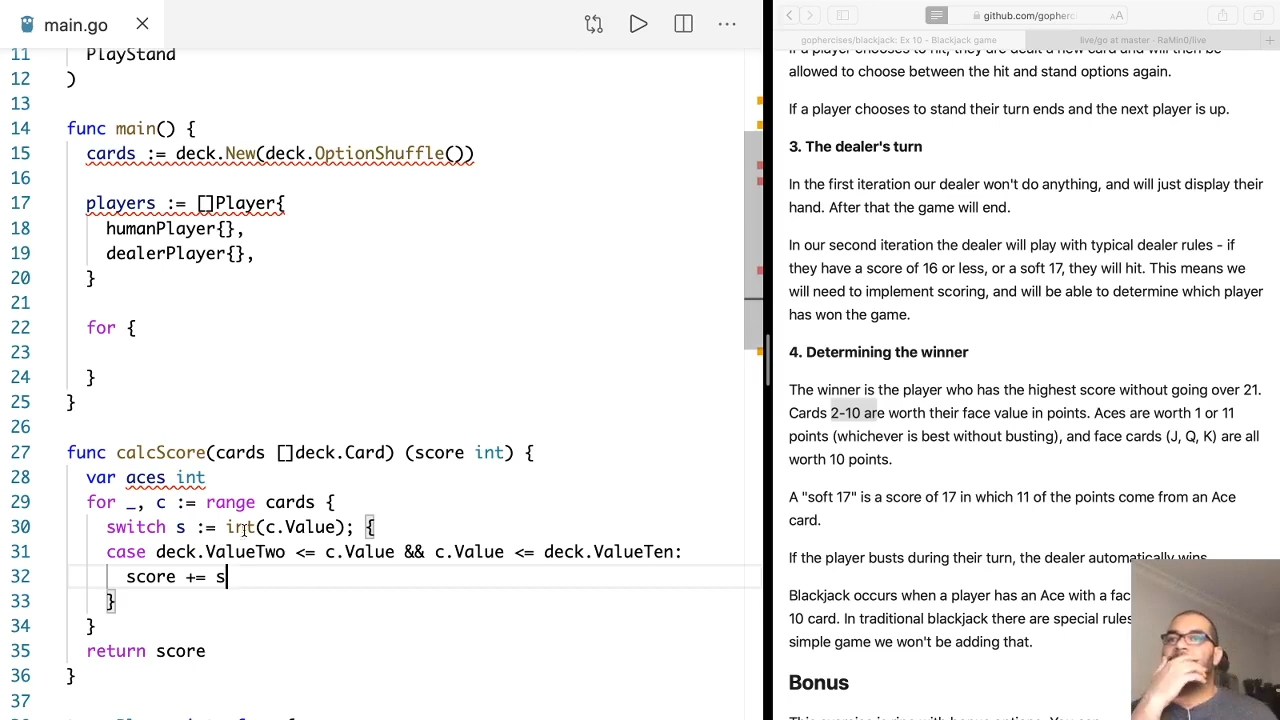 main.go
11 PlayStand
12 )
13
14 func main() {
15 cards := deck.New(deck.OptionShuffle())
16
17 players := []Player{
18 humanPlayer{},
19 dealerPlayer{},
20 }
21
22 for {
23
24 }
25 }
26
27 func calcScore(cards []deck.Card) (score int) {
28 var aces int
29 for _, c := range cards {
30 switch s := int(c.Value); {
31 case deck.ValueTwo <= c.Value && c.Value <= deck.ValueTen:
32 score += s
33 }
34 }
35 return score
36 }
37
github.com/gopherc
AA
gophercises/blackjack: Ex 10 - Blackjack game
live/go at master · RaMin0/live
If a player chooses to hit, they are dealt a new card and will then be
allowed to choose between the hit and stand options again.
If a player chooses to stand their turn ends and the next player is up.
3. The dealer's turn
In the first iteration our dealer won't do anything, and will just display their
hand. After that the game will end.
In our second iteration the dealer will play with typical dealer rules - if
they have a score of 16 or less, or a soft 17, they will hit. This means we
will need to implement scoring, and will be able to determine which player
has won the game.
4. Determining the winner
The winner is the player who has the highest score without going over 21.
Cards 2-10 are worth their face value in points. Aces are worth 1 or 11
points (whichever is best without busting), and face cards (J, Q, K) are all
worth 10 points.
A "soft 17" is a score of 17 in which 11 of the points come from an Ace
card.
If the player busts during their turn, the dealer automatically wins.
Blackjack occurs when a player has an Ace with a fac
10 card. In traditional blackjack there are special rules
simple game we won't be adding that.
Bonus